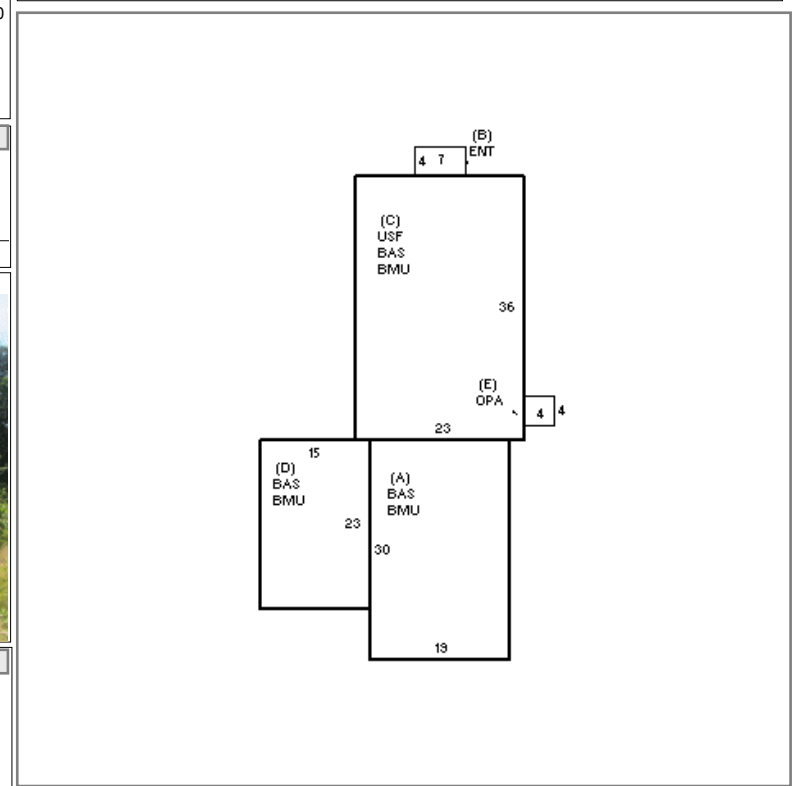 0
(B)
ENT
4 7
(C)
USF
BAS
BMU
36
(E)
OPA
4 4
23
15
(D)
BAS
BMU
(A)
BAS
BMU
23
30
19